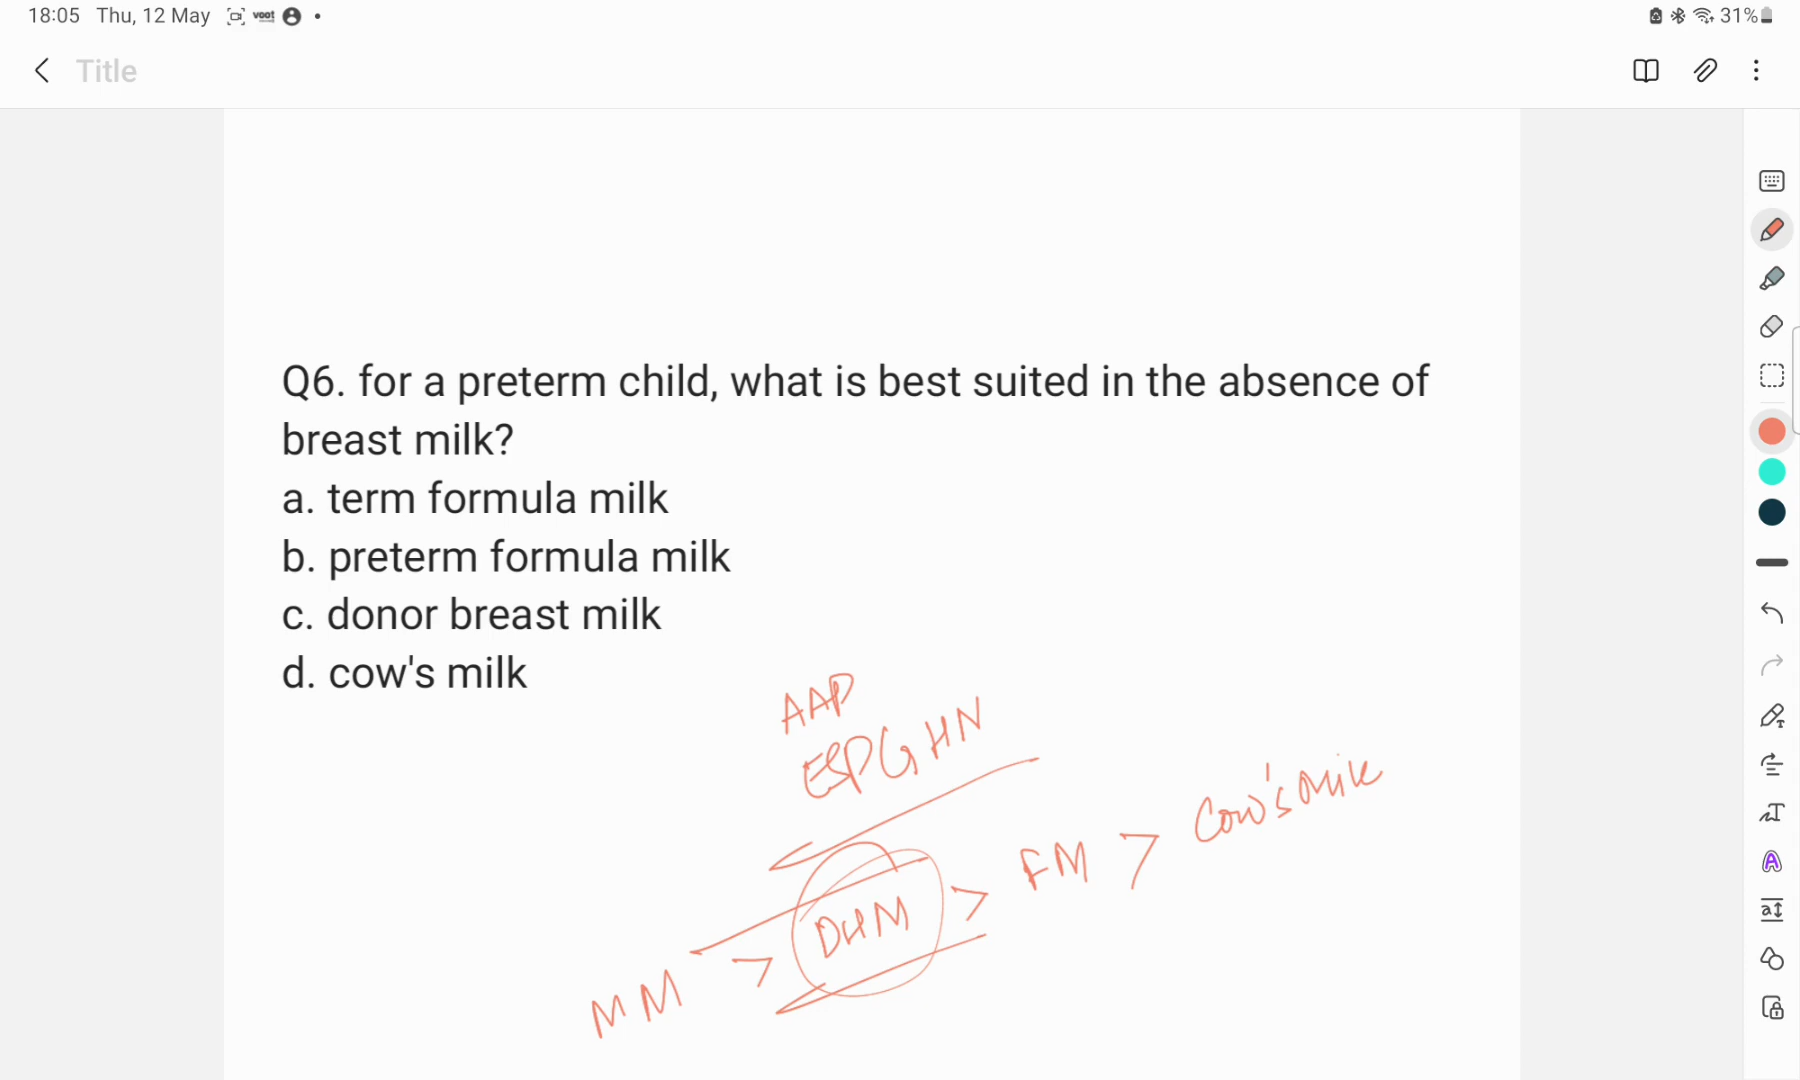 18:05 Thu, 12 May voot 31%
Title
Q6. for a preterm child, what is best suited in the absence of
breast milk?
a. term formula milk
b. preterm formula milk
c. donor breast milk
d. cow's milk
AAP
ESPGHN
MM > DHM > FM > Cow's milk